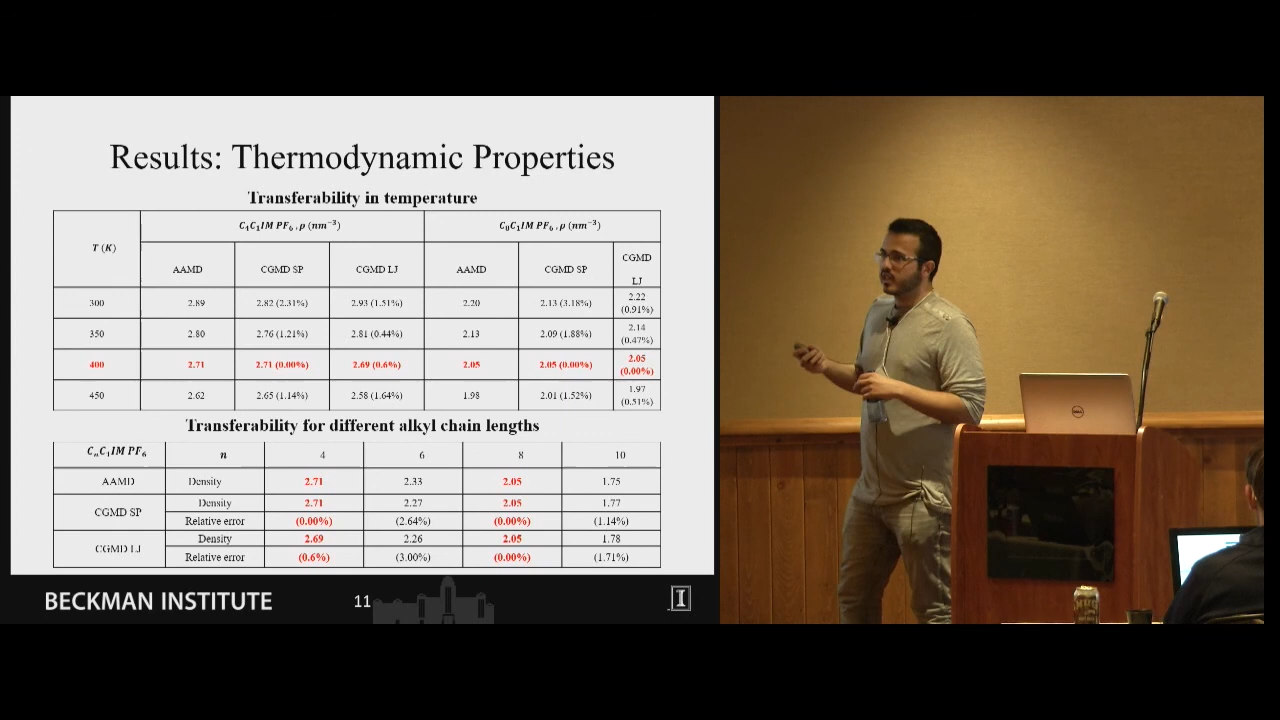 Results: Thermodynamic Properties
Transferability in temperature
T (K) C₄C₁IM PF₆, ρ (nm⁻³) C₈C₁IM PF₆, ρ (nm⁻³)
AAMD CGMD SP CGMD LJ AAMD CGMD SP CGMD LJ
300 2.89 2.82 (2.31%) 2.93 (1.51%) 2.20 2.13 (3.18%) 2.22 (0.91%)
350 2.80 2.76 (1.21%) 2.81 (0.44%) 2.13 2.09 (1.88%) 2.14 (0.47%)
400 2.71 2.71 (0.00%) 2.69 (0.6%) 2.05 2.05 (0.00%) 2.05 (0.00%)
450 2.62 2.65 (1.14%) 2.58 (1.64%) 1.98 2.01 (1.52%) 1.97 (0.51%)
Transferability for different alkyl chain lengths
CₙC₁IM PF₆ n 4 6 8 10
AAMD Density 2.71 2.33 2.05 1.75
CGMD SP Density 2.71 2.27 2.05 1.77
Relative error (0.00%) (2.64%) (0.00%) (1.14%)
CGMD LJ Density 2.69 2.26 2.05 1.78
Relative error (0.6%) (3.00%) (0.00%) (1.71%)
BECKMAN INSTITUTE
11
I
DELL